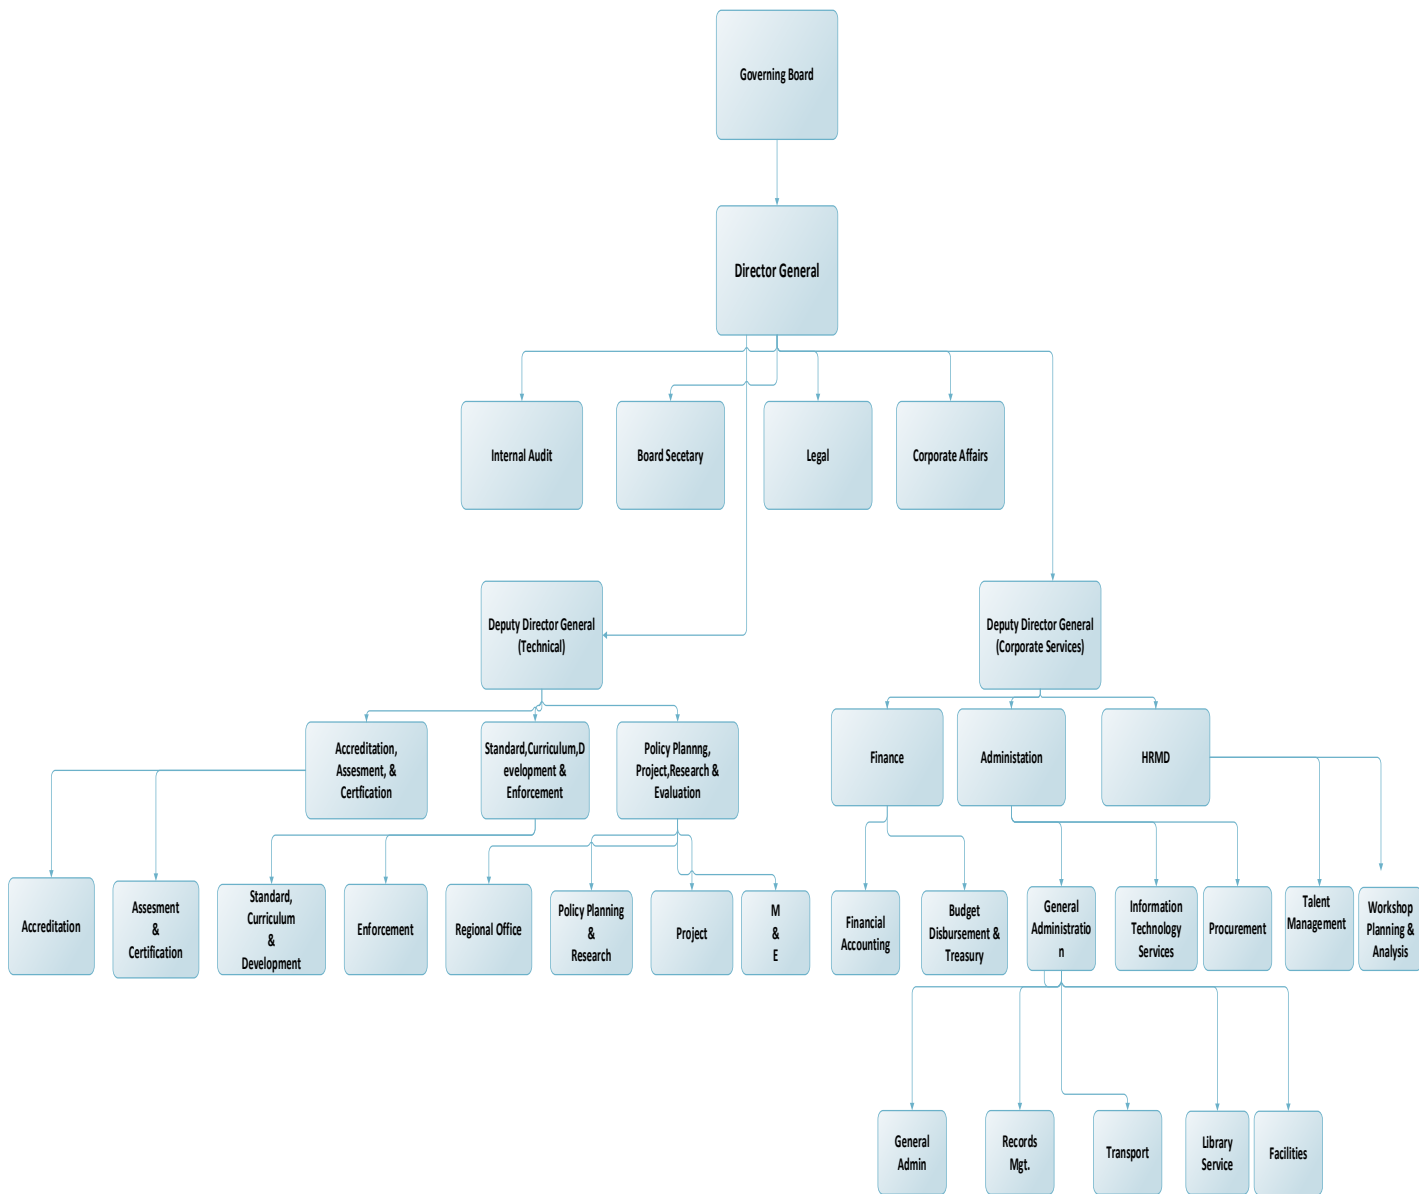 Governing Board
Director General
Internal Audit
Board Secetary
Legal
Corporate Affairs
Deputy Director General
(Technical)
Deputy Director General
(Corporate Services)
Accreditation,
Assesment, &
Certfication
Standard,Curriculum,D
evelopment &
Enforcement
Policy Plannng,
Project,Research &
Evaluation
Finance
Administation
HRMD
Accreditation
Assesment
&
Certification
Standard,
Curriculum
&
Development
Enforcement
Regional Office
Policy Planning
&
Research
Project
M
&
E
Financial
Accounting
Budget
Disbursement &
Treasury
General
Administratio
n
Information
Technology
Services
Procurement
Talent
Management
Workshop
Planning &
Analysis
General
Admin
Records
Mgt.
Transport
Library
Service
Facilities